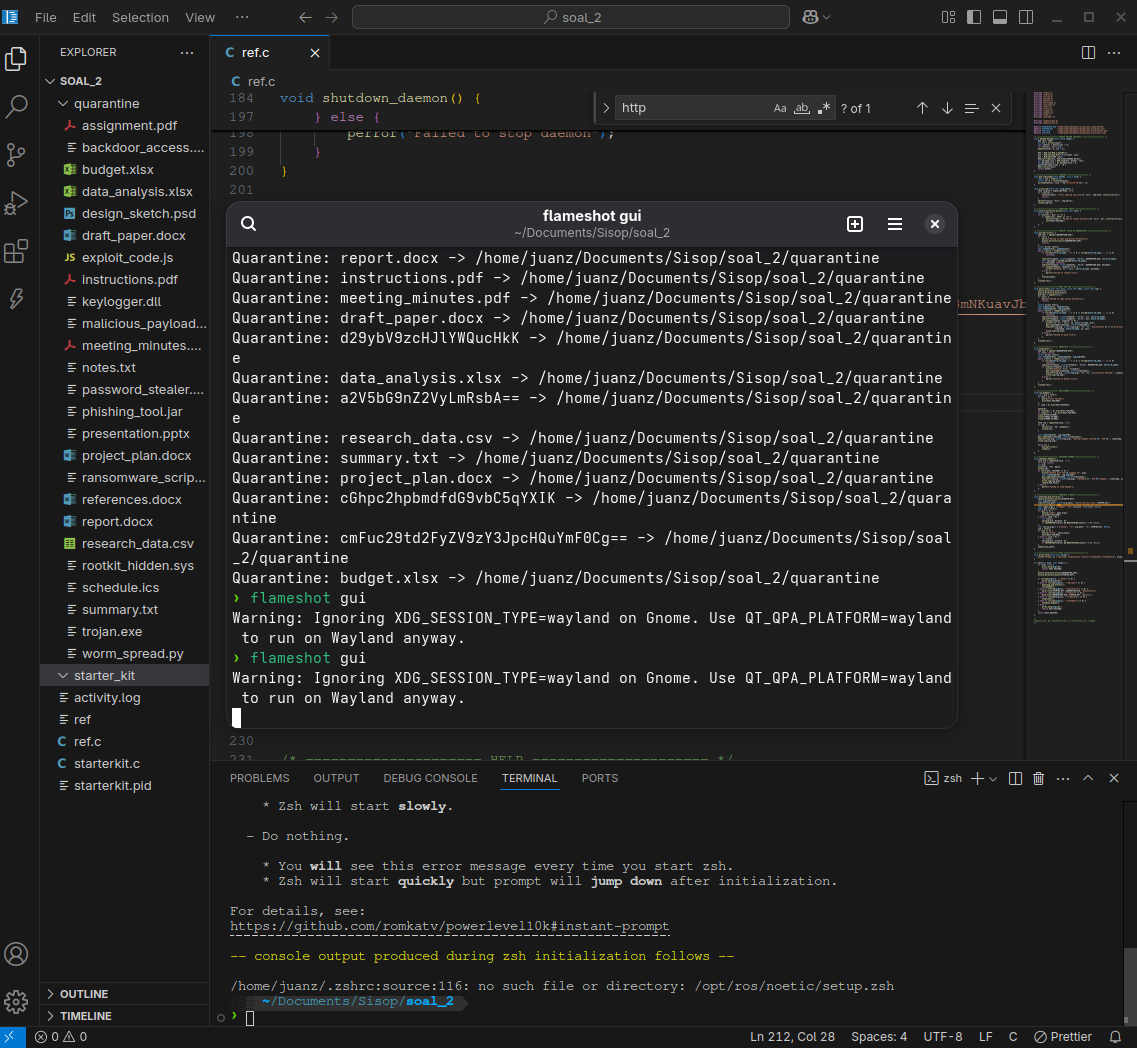 File Edit Selection View ··· soal_2
EXPLORER ···
ref.c
SOAL_2
quarantine
assignment.pdf
backdoor_access....
budget.xlsx
data_analysis.xlsx
design_sketch.psd
draft_paper.docx
JS exploit_code.js
instructions.pdf
keylogger.dll
malicious_payload...
meeting_minutes....
notes.txt
password_stealer....
phishing_tool.jar
presentation.pptx
project_plan.docx
ransomware_scrip...
references.docx
report.docx
research_data.csv
rootkit_hidden.sys
schedule.ics
summary.txt
trojan.exe
worm_spread.py
starter_kit
activity.log
ref
C ref.c
C starterkit.c
starterkit.pid
OUTLINE
TIMELINE
C ref.c
C ref.c
http Aa ab .* ? of 1
184 void shutdown_daemon() {
197 } else {
198 perror("Failed to stop daemon");
199 }
200 }
201
flameshot gui
~/Documents/Sisop/soal_2
Quarantine: report.docx -> /home/juanz/Documents/Sisop/soal_2/quarantine
Quarantine: instructions.pdf -> /home/juanz/Documents/Sisop/soal_2/quarantine
Quarantine: meeting_minutes.pdf -> /home/juanz/Documents/Sisop/soal_2/quarantine
Quarantine: draft_paper.docx -> /home/juanz/Documents/Sisop/soal_2/quarantine
Quarantine: d29ybV9zcHJlYWQucHkK -> /home/juanz/Documents/Sisop/soal_2/quarantin
e
Quarantine: data_analysis.xlsx -> /home/juanz/Documents/Sisop/soal_2/quarantine
Quarantine: a2V5bG9nZ2VyLmRsbA== -> /home/juanz/Documents/Sisop/soal_2/quarantin
e
Quarantine: research_data.csv -> /home/juanz/Documents/Sisop/soal_2/quarantine
Quarantine: summary.txt -> /home/juanz/Documents/Sisop/soal_2/quarantine
Quarantine: project_plan.docx -> /home/juanz/Documents/Sisop/soal_2/quarantine
Quarantine: cGhpc2hpbmdfdG9vbC5qYXIK -> /home/juanz/Documents/Sisop/soal_2/quara
ntine
Quarantine: cmFuc29td2FyZV9zY3JpcHQuYmF0Cg== -> /home/juanz/Documents/Sisop/soal
_2/quarantine
Quarantine: budget.xlsx -> /home/juanz/Documents/Sisop/soal_2/quarantine
› flameshot gui
Warning: Ignoring XDG_SESSION_TYPE=wayland on Gnome. Use QT_QPA_PLATFORM=wayland
to run on Wayland anyway.
› flameshot gui
Warning: Ignoring XDG_SESSION_TYPE=wayland on Gnome. Use QT_QPA_PLATFORM=wayland
to run on Wayland anyway.
230
231 /* --------------------- HELP --------------------- */
PROBLEMS OUTPUT DEBUG CONSOLE TERMINAL PORTS zsh
* Zsh will start slowly.
- Do nothing.
* You will see this error message every time you start zsh.
* Zsh will start quickly but prompt will jump down after initialization.
For details, see:
https://github.com/romkatv/powerlevel10k#instant-prompt
-- console output produced during zsh initialization follows --
/home/juanz/.zshrc:source:116: no such file or directory: /opt/ros/noetic/setup.zsh
~/Documents/Sisop/soal_2
›
0 0 Ln 212, Col 28 Spaces: 4 UTF-8 LF C Prettier